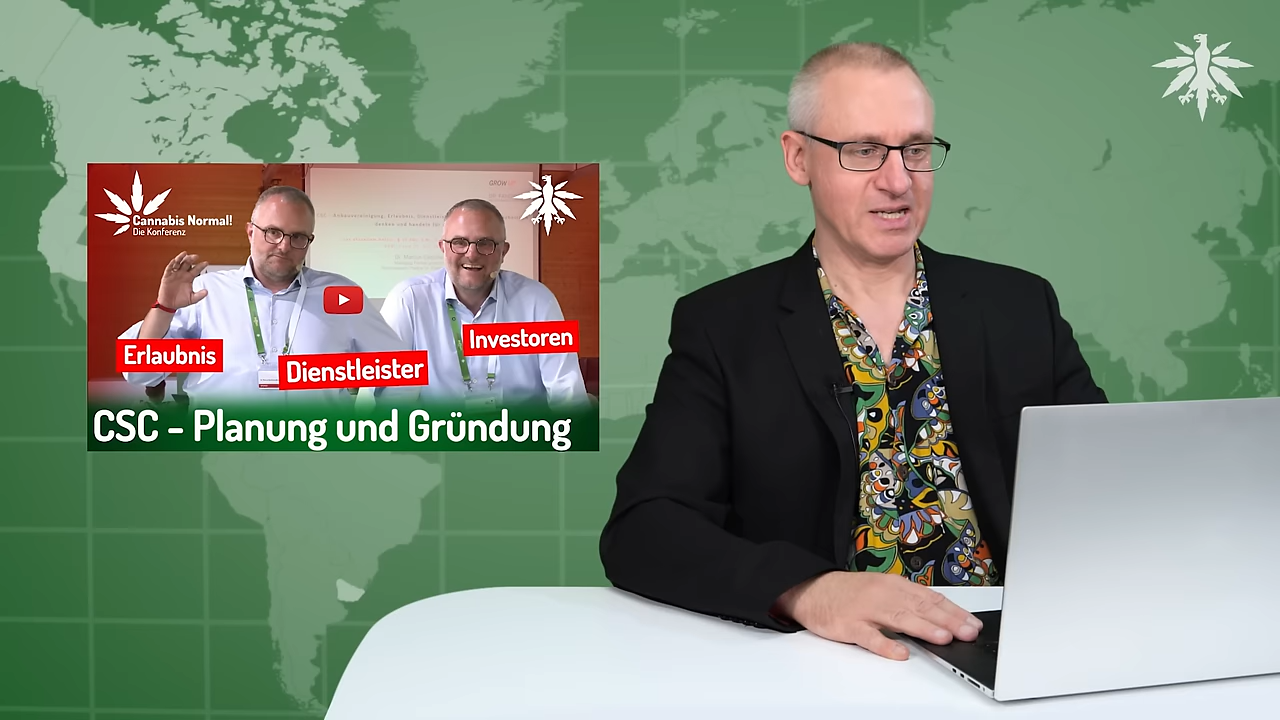 Cannabis Normal!
Die Konferenz
Erlaubnis
Dienstleister
Investoren
CSC - Planung und Gründung